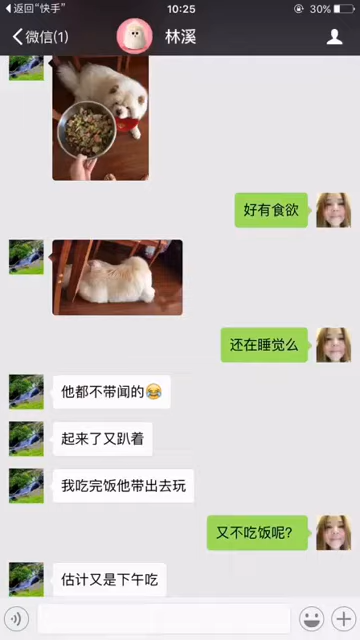 返回“快手”
10:25
30%
微信(1)
林溪
好有食欲
还在睡觉么
他都不带闻的😂
起来了又趴着
我吃完饭他带出去玩
又不吃饭呢?
估计又是下午吃